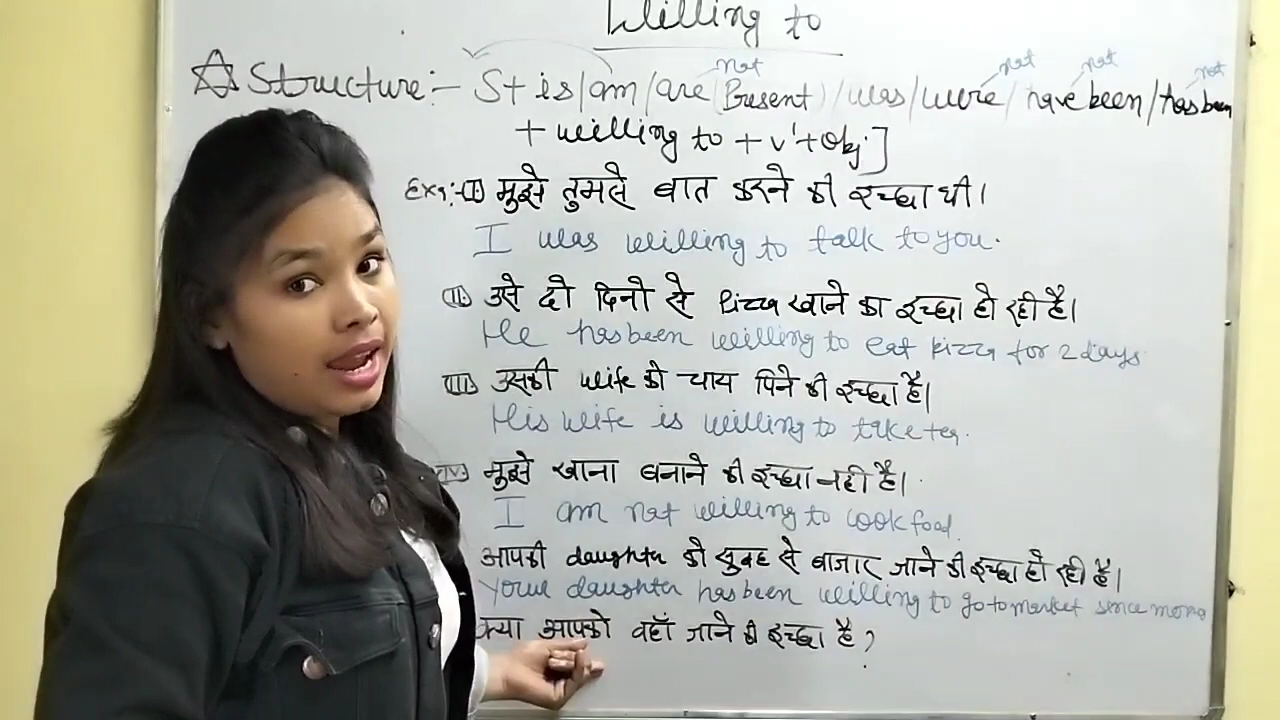 Willing to
Structure:- S+ is/am/are (Present)/was/were/have been/has been
not not not not
+ willing to + v¹+obj.]
Ex:-(I) मुझे तुमसे बात करने की इच्छा थी।
I was willing to talk to you.
(II) उसे दो दिनो से Pizza खाने का इच्छा हो रही है।
He has been willing to eat pizza for 2 days
(III) उसकी wife को चाय पिने की इच्छा है।
His wife is willing to take tea.
(IV) मुझे खाना बनाने की इच्छा नही है।
I am not willing to cook food.
आपकी daughter को सुबह से बाजार जाने की इच्छा हो रही है।
Your daughter has been willing to go to market since
क्या आपको वहाँ जाने की इच्छा है?